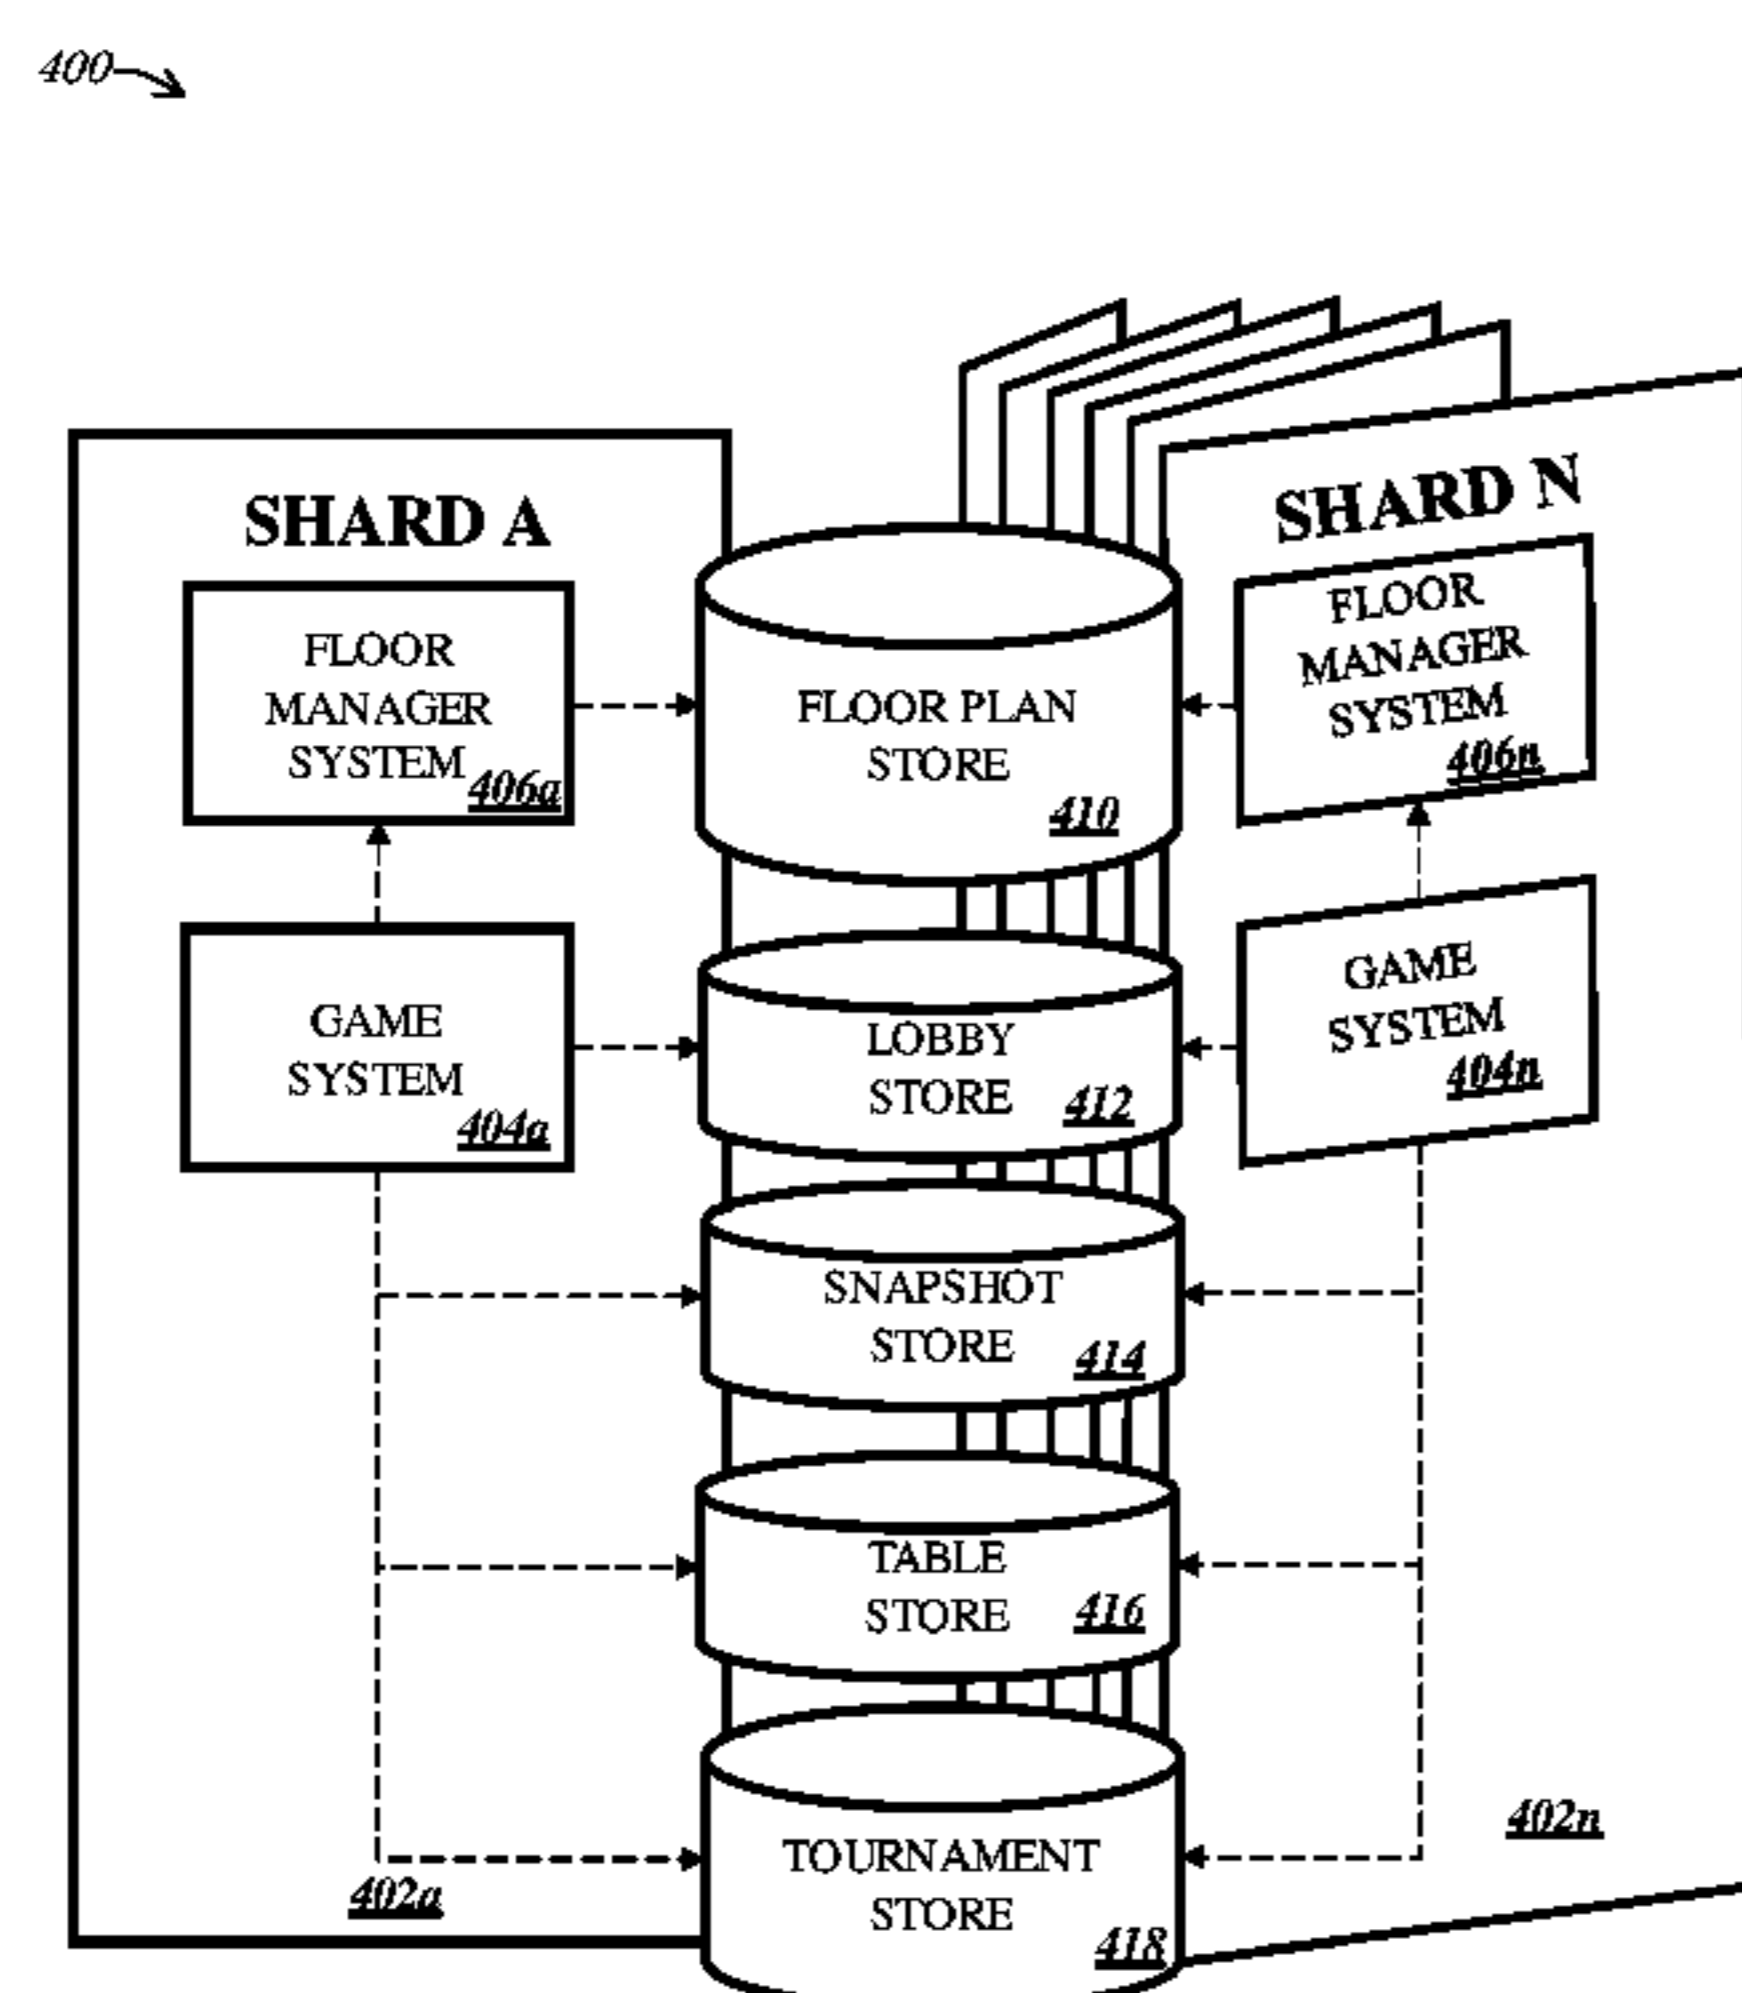 400
SHARD A
FLOOR
MANAGER
SYSTEM
406a
GAME
SYSTEM
404a
402a
FLOOR PLAN
STORE
410
LOBBY
STORE
412
SNAPSHOT
STORE
414
TABLE
STORE
416
TOURNAMENT
STORE
418
SHARD N
FLOOR
MANAGER
SYSTEM
406n
GAME
SYSTEM
404n
402n